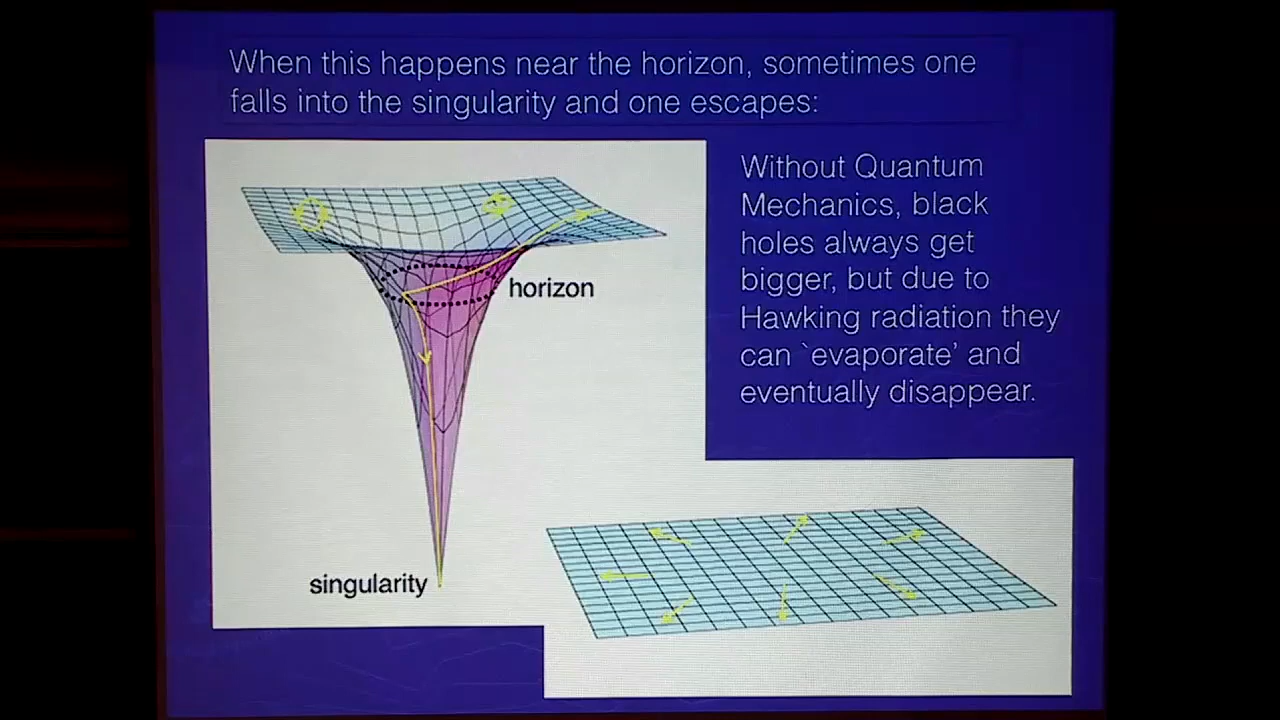 When this happens near the horizon, sometimes one
falls into the singularity and one escapes:
Without Quantum
Mechanics, black
holes always get
bigger, but due to
Hawking radiation they
can `evaporate' and
eventually disappear.
horizon
singularity